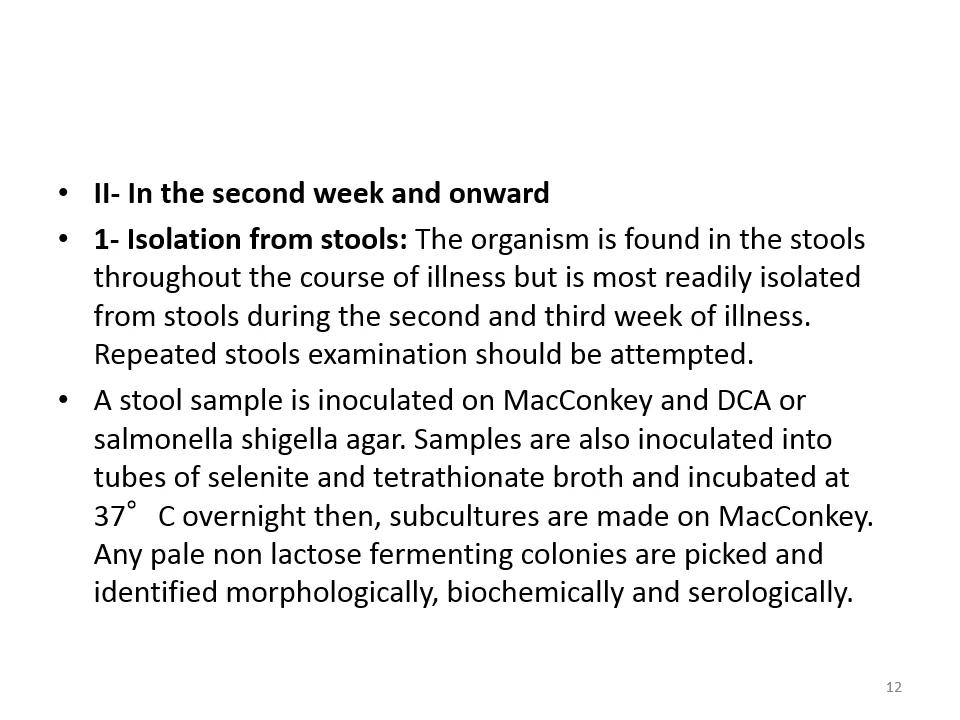 • II- In the second week and onward
• 1- Isolation from stools: The organism is found in the stools
throughout the course of illness but is most readily isolated
from stools during the second and third week of illness.
Repeated stools examination should be attempted.
• A stool sample is inoculated on MacConkey and DCA or
salmonella shigella agar. Samples are also inoculated into
tubes of selenite and tetrathionate broth and incubated at
37° C overnight then, subcultures are made on MacConkey.
Any pale non lactose fermenting colonies are picked and
identified morphologically, biochemically and serologically.
12